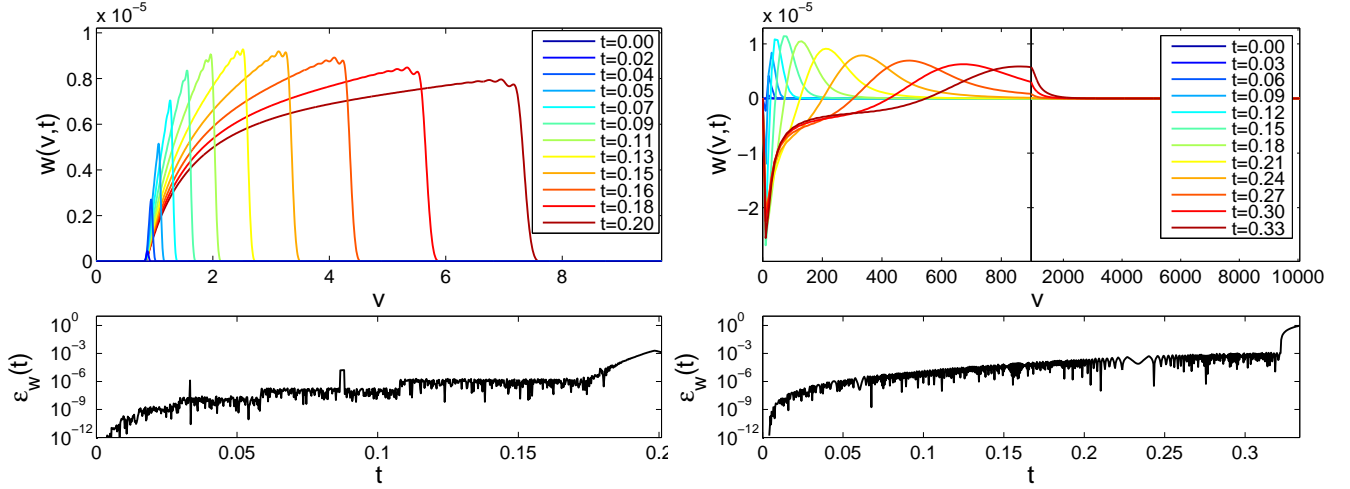 x 10⁻⁵
1
0.8
0.6
0.4
0.2
0
w(v,t)
0 2 4 6 8
v
t=0.00
t=0.02
t=0.04
t=0.05
t=0.07
t=0.09
t=0.11
t=0.13
t=0.15
t=0.16
t=0.18
t=0.20
x 10⁻⁵
1
0
−1
−2
w(v,t)
0 200 400 600 800 2000 4000 6000 8000 10000
v
t=0.00
t=0.03
t=0.06
t=0.09
t=0.12
t=0.15
t=0.18
t=0.21
t=0.24
t=0.27
t=0.30
t=0.33
10⁰
10⁻³
10⁻⁶
10⁻⁹
10⁻¹²
ε_w(t)
0 0.05 0.1 0.15 0.2
t
10⁰
10⁻³
10⁻⁶
10⁻⁹
10⁻¹²
ε_w(t)
0 0.05 0.1 0.15 0.2 0.25 0.3
t